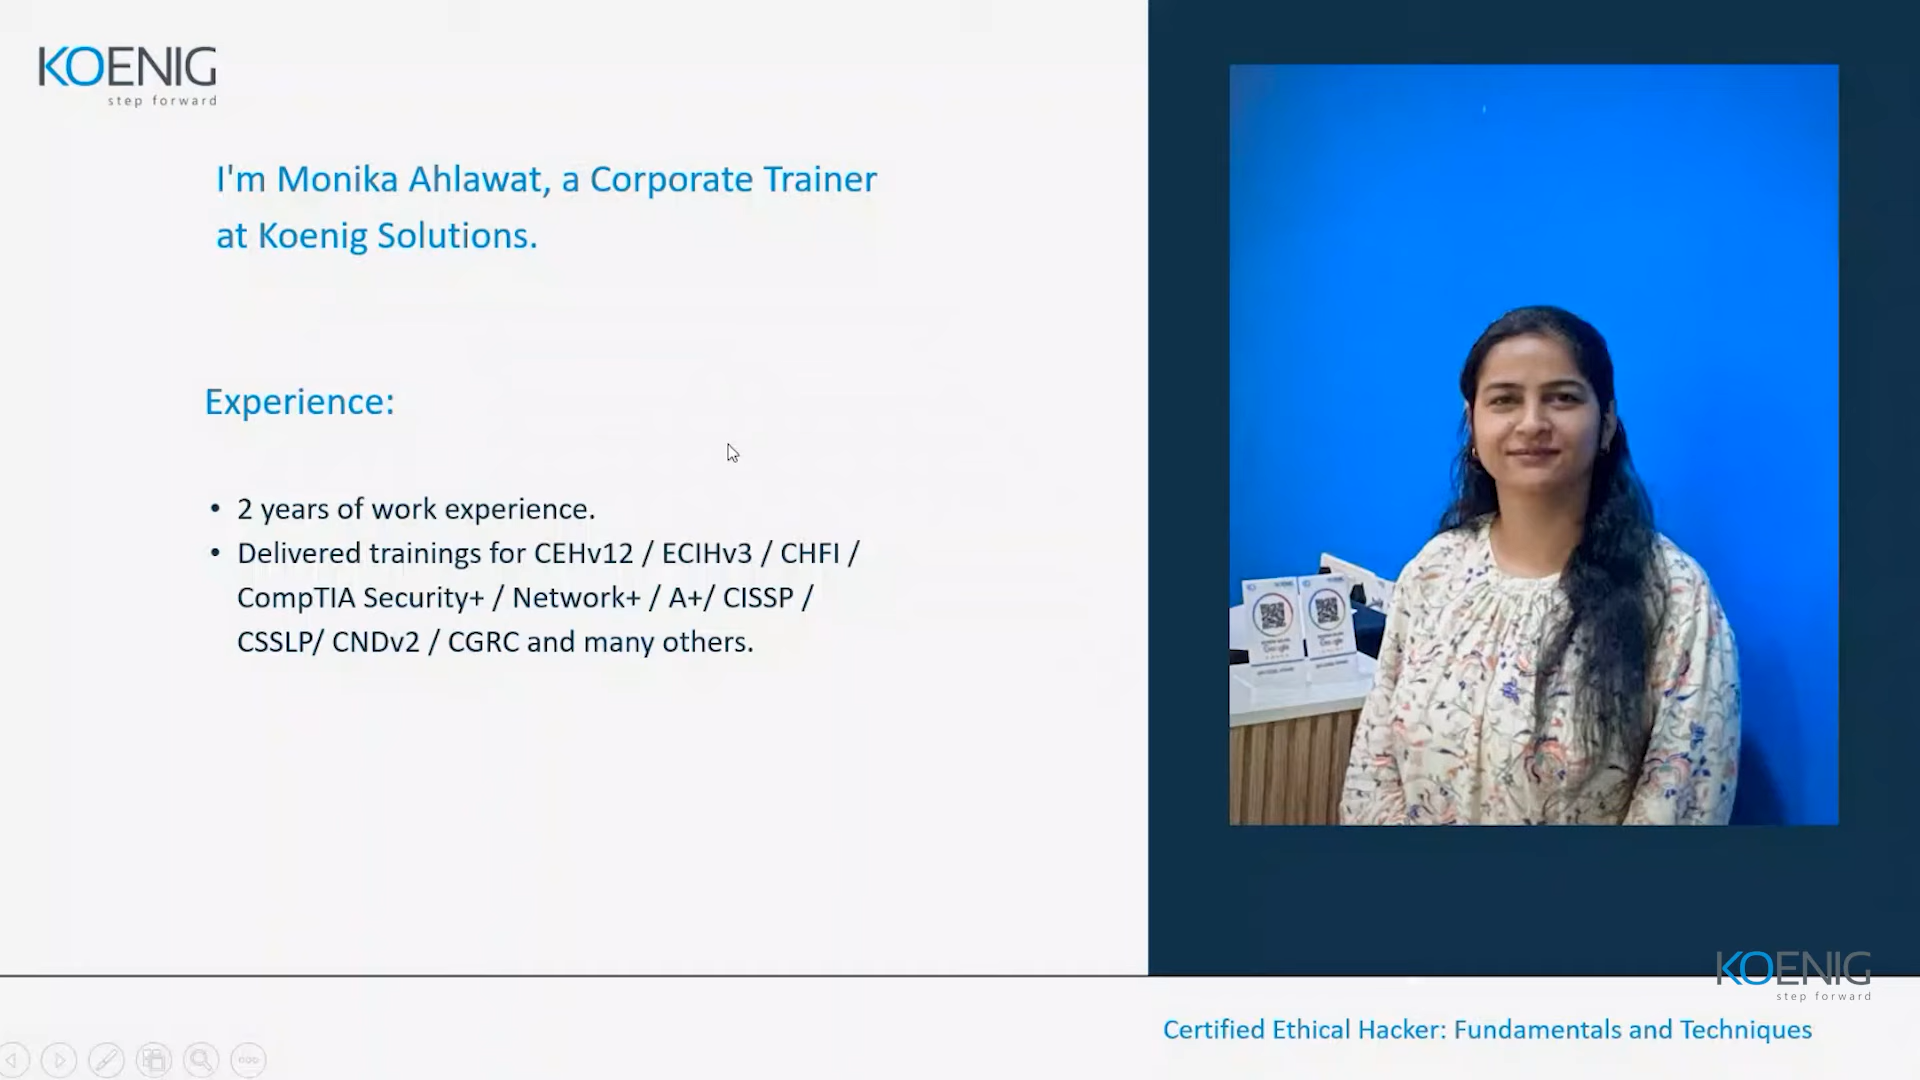 KOENIG
step forward
I'm Monika Ahlawat, a Corporate Trainer
at Koenig Solutions.
Experience:
• 2 years of work experience.
• Delivered trainings for CEHv12 / ECIHv3 / CHFI /
CompTIA Security+ / Network+ / A+/ CISSP /
CSSLP/ CNDv2 / CGRC and many others.
Google
Google
KOENIG
step forward
Certified Ethical Hacker: Fundamentals and Techniques